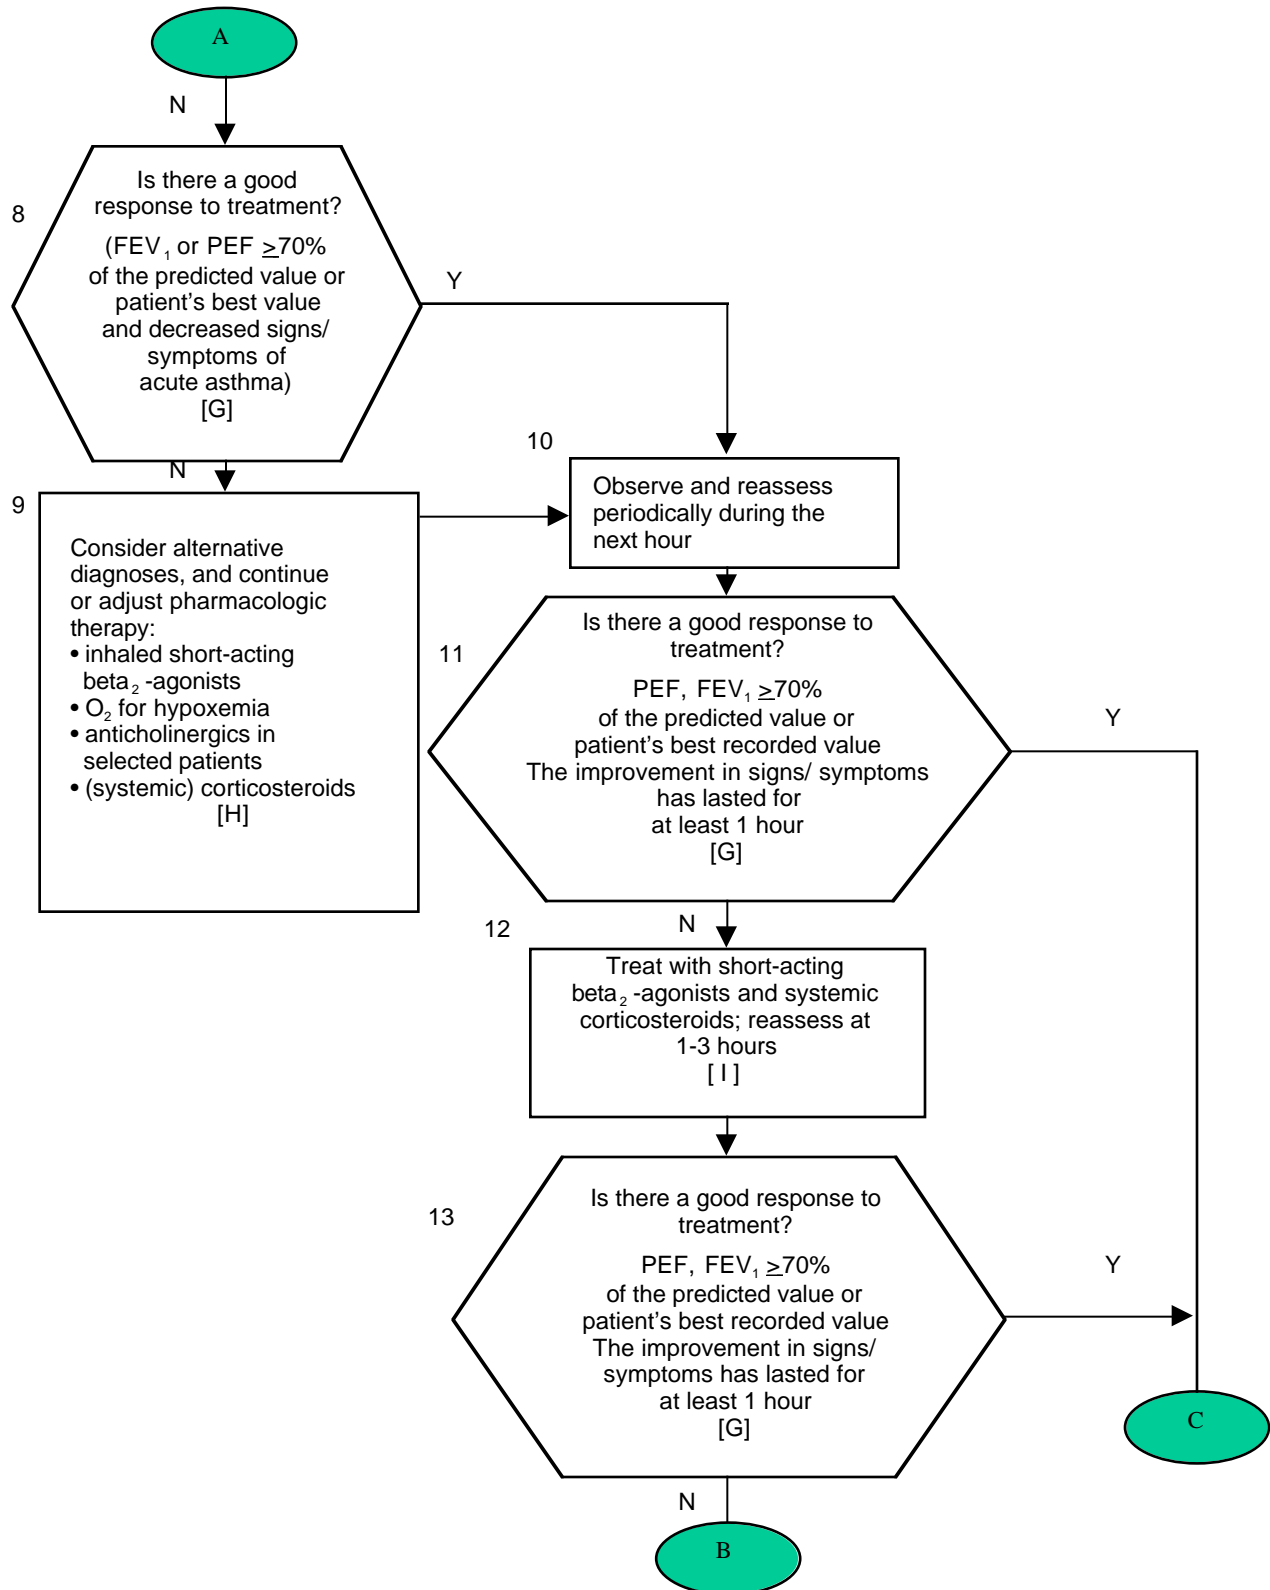 A
N
8
Is there a good
response to treatment?
(FEV₁ or PEF ≥70%
of the predicted value or
patient's best value
and decreased signs/
symptoms of
acute asthma)
[G]
Y
N
9
Consider alternative
diagnoses, and continue
or adjust pharmacologic
therapy:
• inhaled short-acting
beta₂ -agonists
• O₂ for hypoxemia
• anticholinergics in
selected patients
• (systemic) corticosteroids
[H]
10
Observe and reassess
periodically during the
next hour
11
Is there a good response to
treatment?
PEF, FEV₁ ≥70%
of the predicted value or
patient's best recorded value
The improvement in signs/ symptoms
has lasted for
at least 1 hour
[G]
Y
N
12
Treat with short-acting
beta₂ -agonists and systemic
corticosteroids; reassess at
1-3 hours
[ I ]
13
Is there a good response to
treatment?
PEF, FEV₁ ≥70%
of the predicted value or
patient's best recorded value
The improvement in signs/
symptoms has lasted for
at least 1 hour
[G]
Y
C
N
B